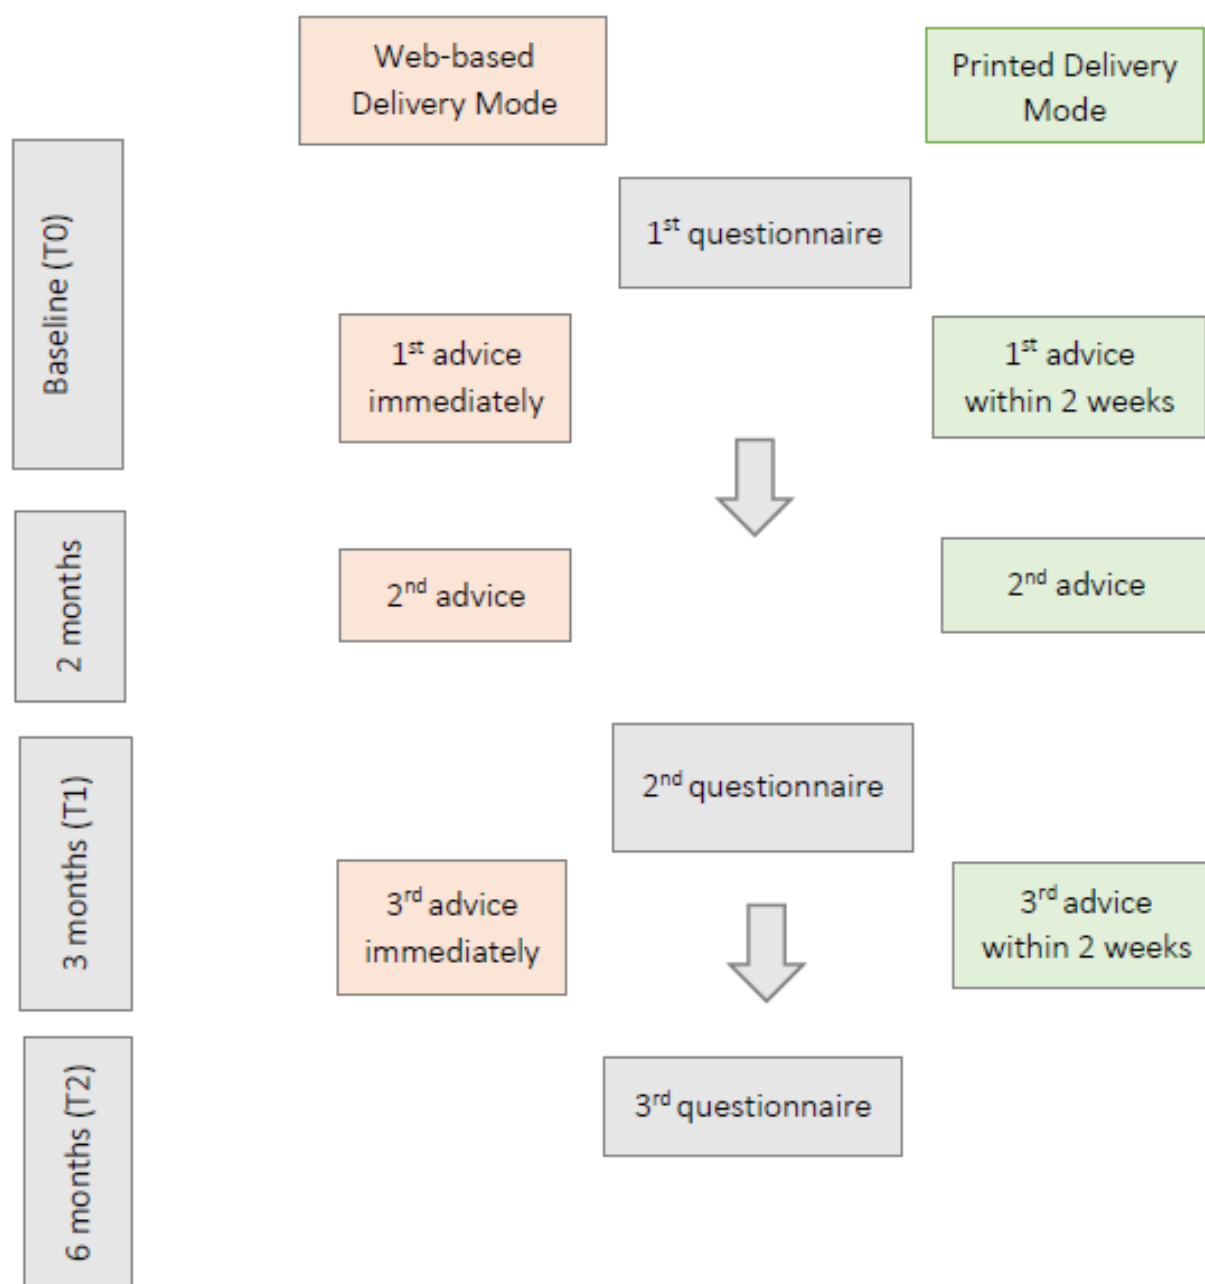 Web-based
Delivery Mode
Printed Delivery
Mode
Baseline (T0)
1st questionnaire
1st advice
immediately
1st advice
within 2 weeks
2 months
2nd advice
2nd advice
3 months (T1)
2nd questionnaire
3rd advice
immediately
3rd advice
within 2 weeks
6 months (T2)
3rd questionnaire